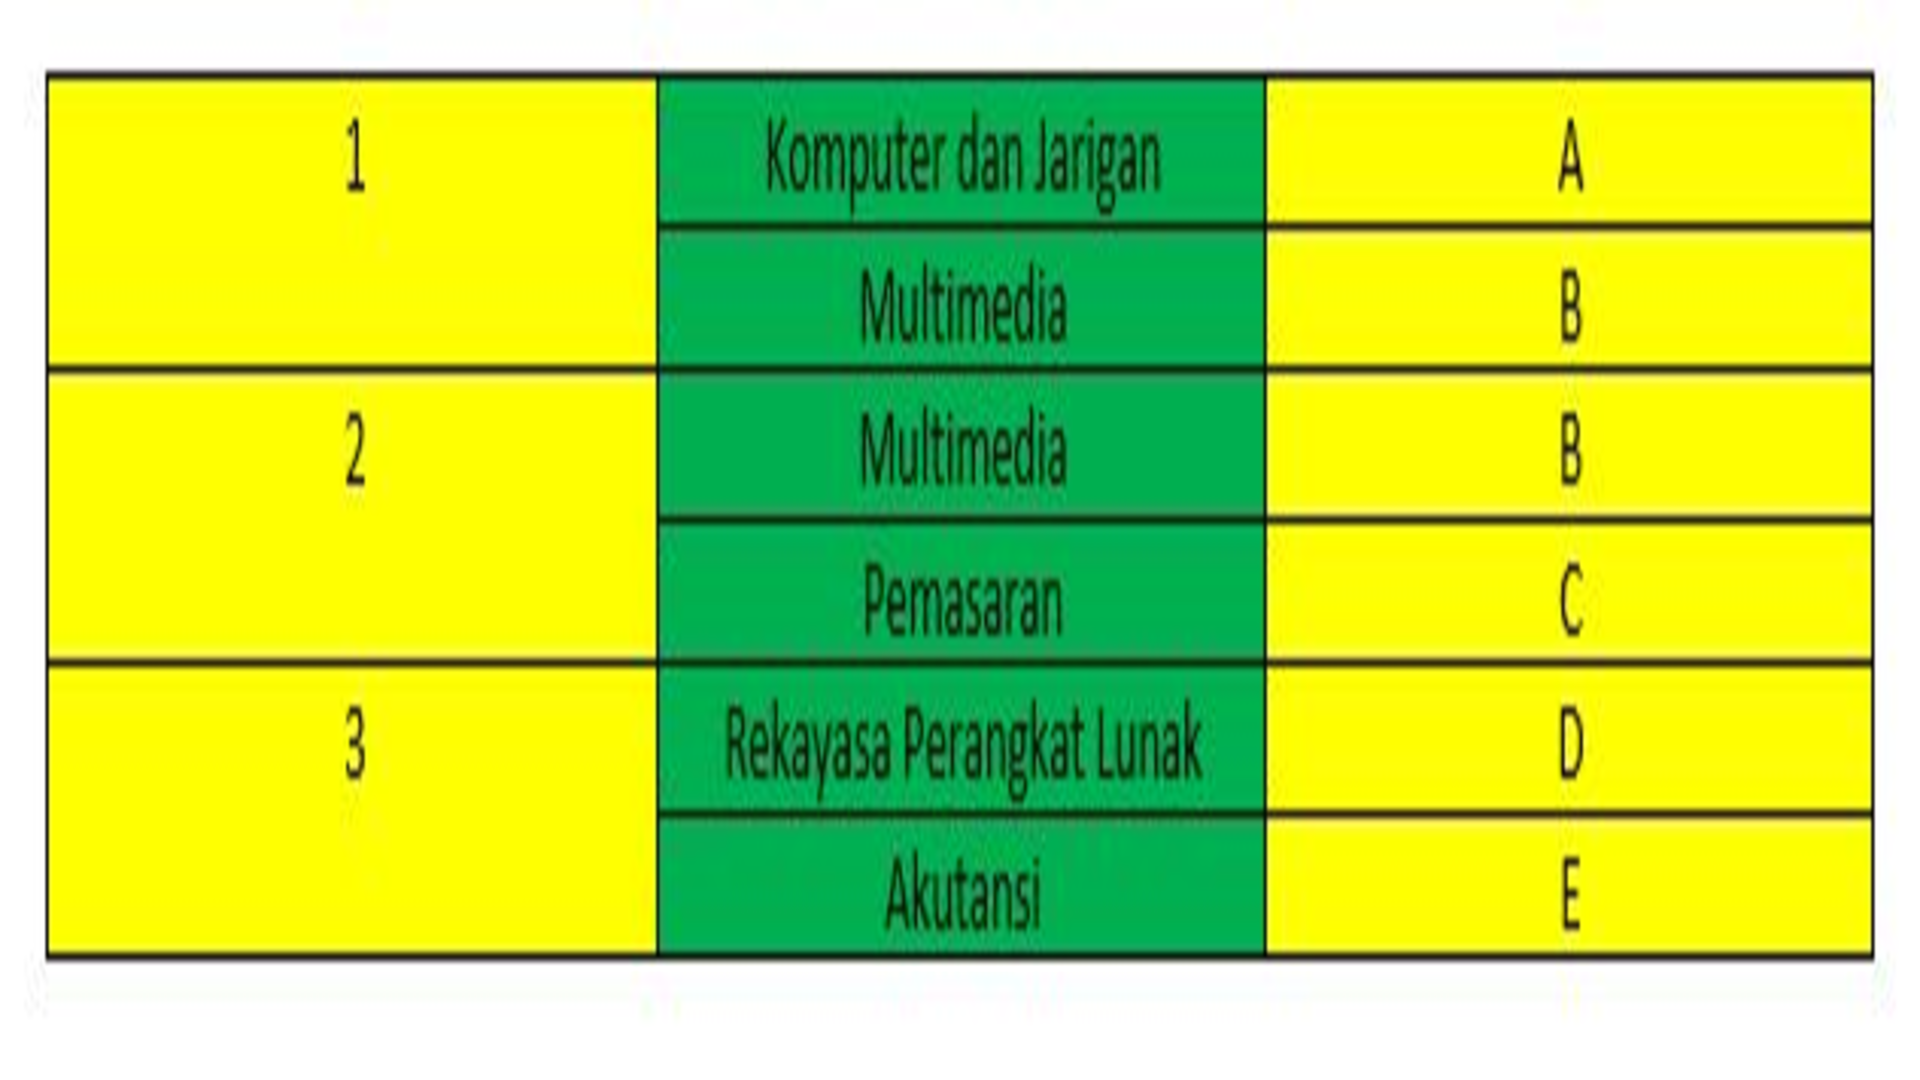 1 Komputer dan Jarigan A
Multimedia B
2 Multimedia B
Pemasaran C
3 Rekayasa Perangkat Lunak D
Akutansi E